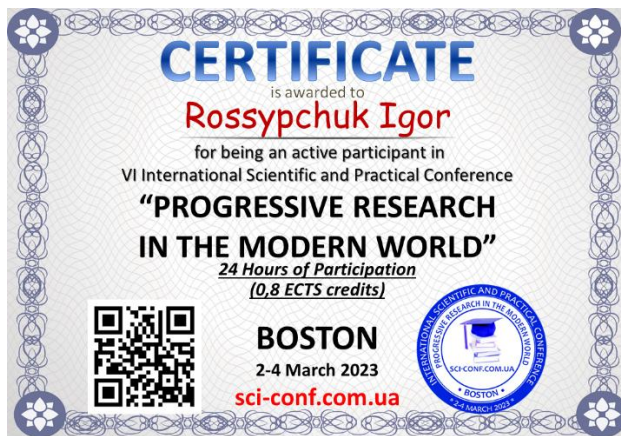 CERTIFICATE
is awarded to
Rossypchuk Igor
for being an active participant in
VI International Scientific and Practical Conference
“PROGRESSIVE RESEARCH
IN THE MODERN WORLD”
24 Hours of Participation
(0,8 ECTS credits)
BOSTON
2-4 March 2023
sci-conf.com.ua
INTERNATIONAL SCIENTIFIC AND PRACTICAL CONFERENCE
PROGRESSIVE RESEARCH IN THE MODERN WORLD
SCI-CONF.COM.UA
• BOSTON •
• 2-4 MARCH 2023 •